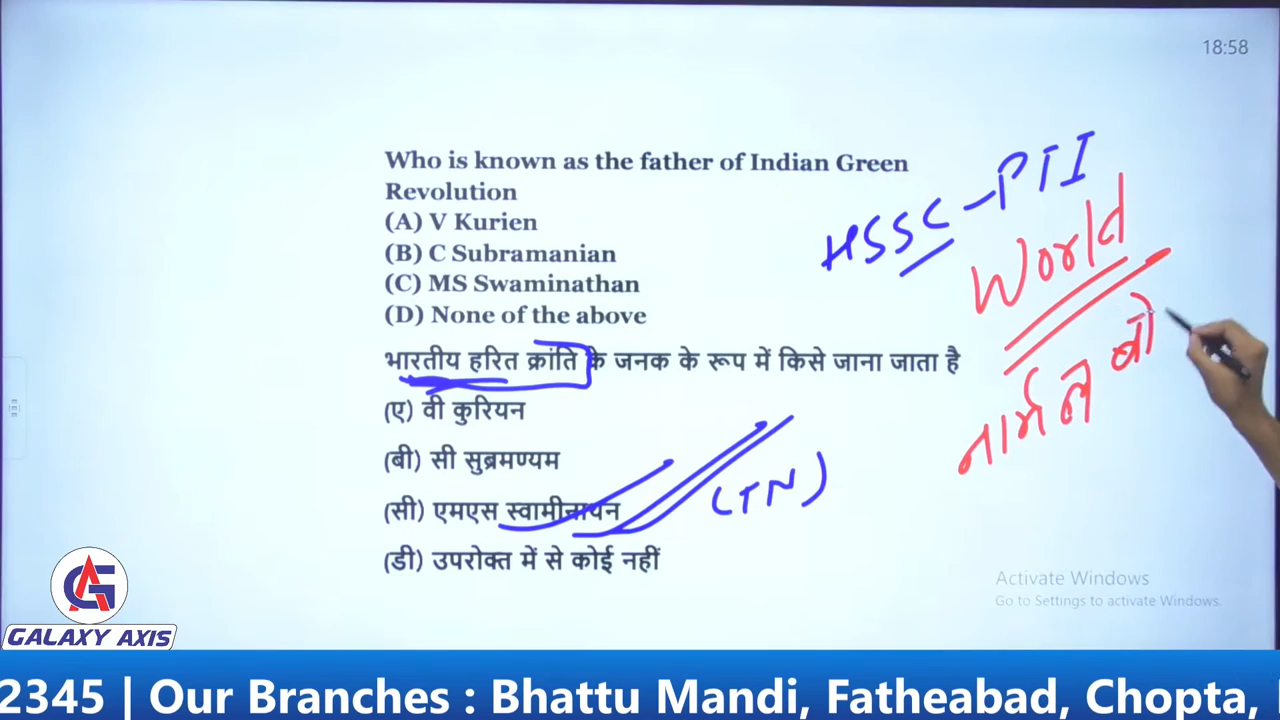 18:58
Who is known as the father of Indian Green
Revolution
(A) V Kurien
(B) C Subramanian
(C) MS Swaminathan
(D) None of the above
HSSC-PTI
World
नार्मल बो
भारतीय हरित क्रांति के जनक के रूप में किसे जाना जाता है
(ए) वी कुरियन
(बी) सी सुब्रमण्यम
(सी) एमएस स्वामीनाथन
(TN)
(डी) उपरोक्त में से कोई नहीं
Activate Windows
Go to Settings to activate Windows.
AG
GALAXY AXIS
2345 | Our Branches : Bhattu Mandi, Fatheabad, Chopta,